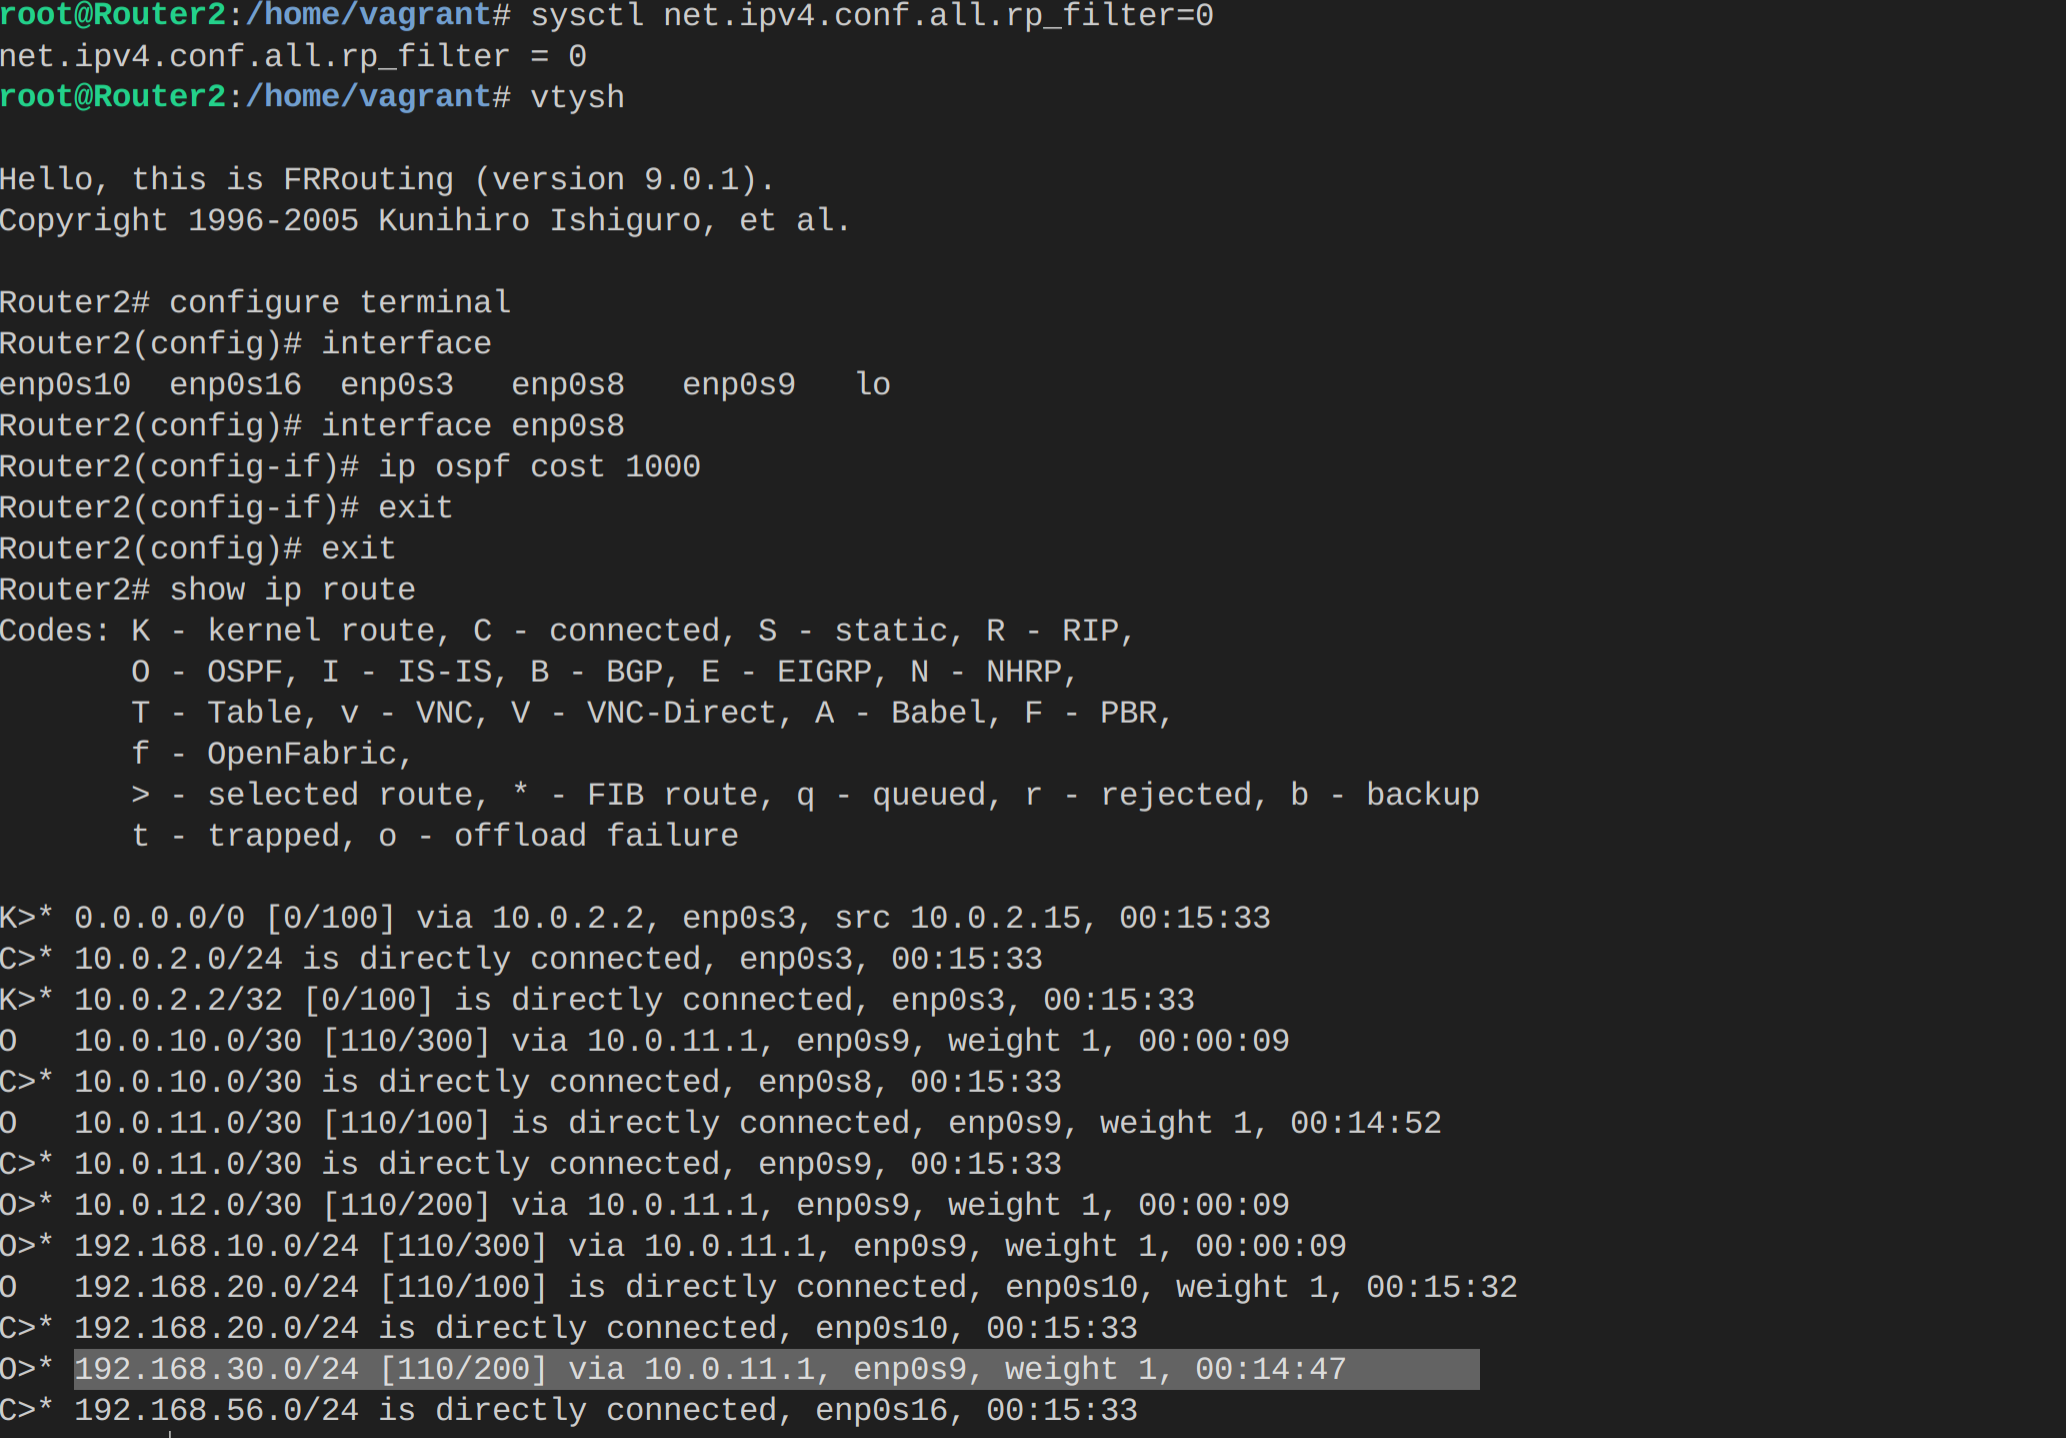 root@Router2:/home/vagrant# sysctl net.ipv4.conf.all.rp_filter=0
net.ipv4.conf.all.rp_filter = 0
root@Router2:/home/vagrant# vtysh
Hello, this is FRRouting (version 9.0.1).
Copyright 1996-2005 Kunihiro Ishiguro, et al.
Router2# configure terminal
Router2(config)# interface
enp0s10  enp0s16  enp0s3   enp0s8   enp0s9   lo
Router2(config)# interface enp0s8
Router2(config-if)# ip ospf cost 1000
Router2(config-if)# exit
Router2(config)# exit
Router2# show ip route
Codes: K - kernel route, C - connected, S - static, R - RIP,
       O - OSPF, I - IS-IS, B - BGP, E - EIGRP, N - NHRP,
       T - Table, v - VNC, V - VNC-Direct, A - Babel, F - PBR,
       f - OpenFabric,
       > - selected route, * - FIB route, q - queued, r - rejected, b - backup
       t - trapped, o - offload failure
K>* 0.0.0.0/0 [0/100] via 10.0.2.2, enp0s3, src 10.0.2.15, 00:15:33
C>* 10.0.2.0/24 is directly connected, enp0s3, 00:15:33
K>* 10.0.2.2/32 [0/100] is directly connected, enp0s3, 00:15:33
O   10.0.10.0/30 [110/300] via 10.0.11.1, enp0s9, weight 1, 00:00:09
C>* 10.0.10.0/30 is directly connected, enp0s8, 00:15:33
O   10.0.11.0/30 [110/100] is directly connected, enp0s9, weight 1, 00:14:52
C>* 10.0.11.0/30 is directly connected, enp0s9, 00:15:33
O>* 10.0.12.0/30 [110/200] via 10.0.11.1, enp0s9, weight 1, 00:00:09
O>* 192.168.10.0/24 [110/300] via 10.0.11.1, enp0s9, weight 1, 00:00:09
O   192.168.20.0/24 [110/100] is directly connected, enp0s10, weight 1, 00:15:32
C>* 192.168.20.0/24 is directly connected, enp0s10, 00:15:33
O>* 192.168.30.0/24 [110/200] via 10.0.11.1, enp0s9, weight 1, 00:14:47
C>* 192.168.56.0/24 is directly connected, enp0s16, 00:15:33